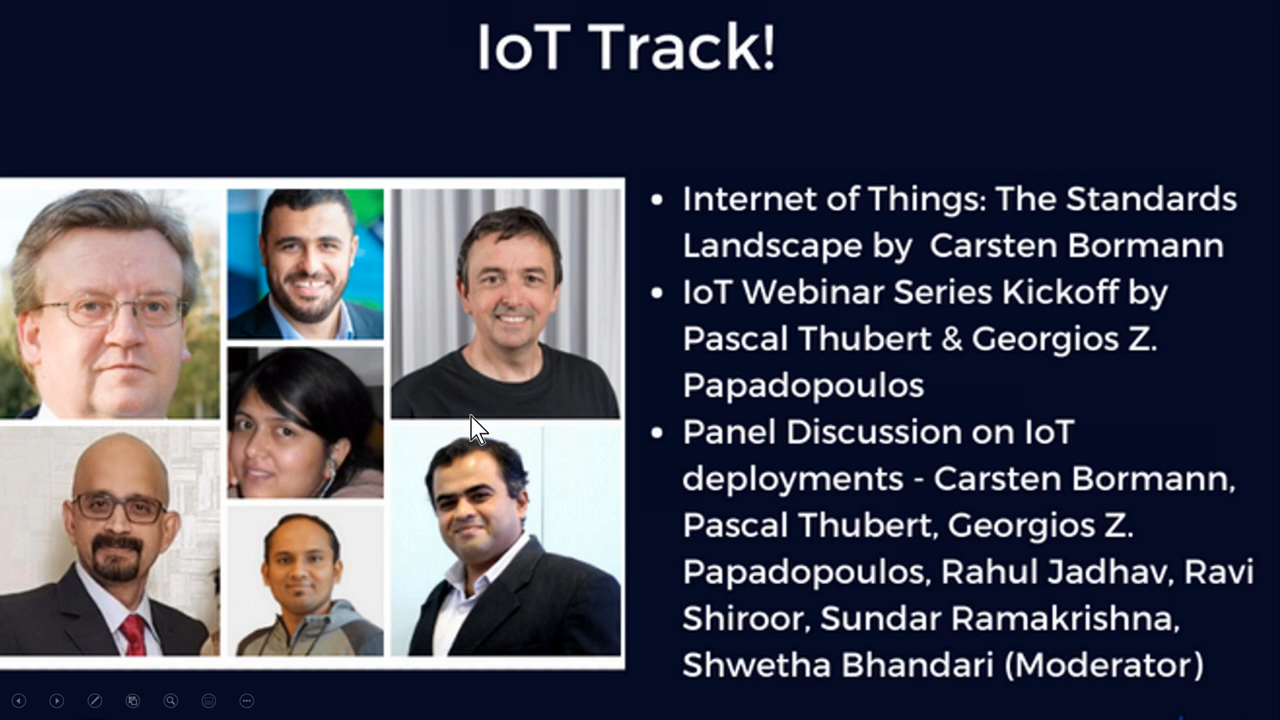 IoT Track!
• Internet of Things: The Standards
Landscape by  Carsten Bormann
• IoT Webinar Series Kickoff by
Pascal Thubert & Georgios Z.
Papadopoulos
• Panel Discussion on IoT
deployments - Carsten Bormann,
Pascal Thubert, Georgios Z.
Papadopoulos, Rahul Jadhav, Ravi
Shiroor, Sundar Ramakrishna,
Shwetha Bhandari (Moderator)